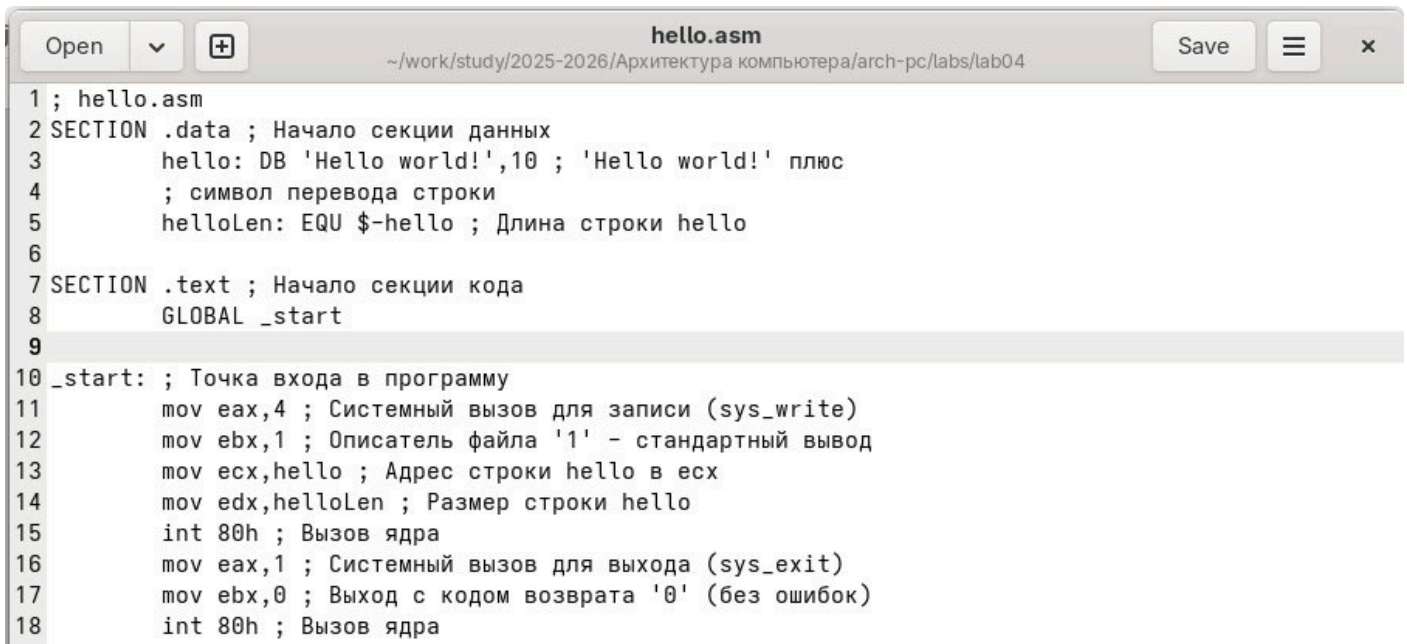 Open
hello.asm
~/work/study/2025-2026/Архитектура компьютера/arch-pc/labs/lab04
Save
1 ; hello.asm
2 SECTION .data ; Начало секции данных
3 hello: DB 'Hello world!',10 ; 'Hello world!' плюс
4 ; символ перевода строки
5 helloLen: EQU $-hello ; Длина строки hello
6
7 SECTION .text ; Начало секции кода
8 GLOBAL _start
9
10 _start: ; Точка входа в программу
11 mov eax,4 ; Системный вызов для записи (sys_write)
12 mov ebx,1 ; Описатель файла '1' - стандартный вывод
13 mov ecx,hello ; Адрес строки hello в ecx
14 mov edx,helloLen ; Размер строки hello
15 int 80h ; Вызов ядра
16 mov eax,1 ; Системный вызов для выхода (sys_exit)
17 mov ebx,0 ; Выход с кодом возврата '0' (без ошибок)
18 int 80h ; Вызов ядра